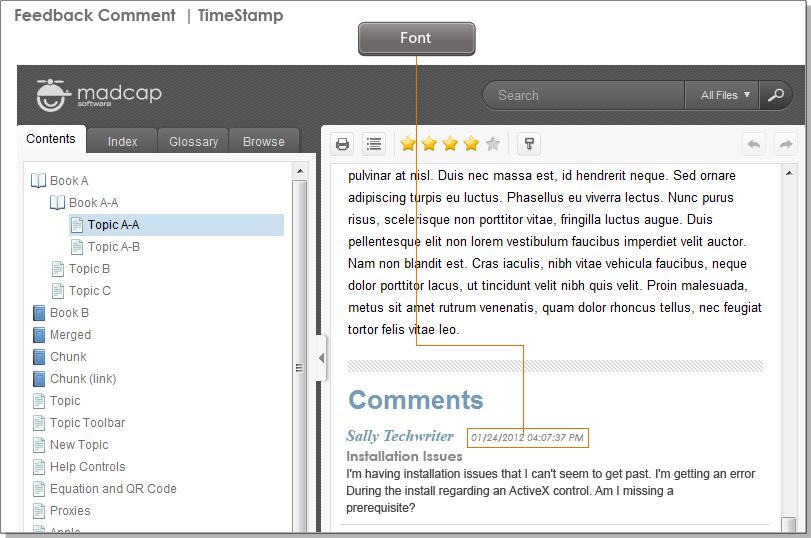 Feedback Comment | TimeStamp
Font
madcap
software
Search
All Files
Contents
Index
Glossary
Browse
Book A
Book A-A
Topic A-A
Topic A-B
Topic B
Topic C
Book B
Merged
Chunk
Chunk (link)
Topic
Topic Toolbar
New Topic
Help Controls
Equation and QR Code
Proxies
Apple
pulvinar at nisl. Duis nec massa est, id hendrerit neque. Sed ornare
adipiscing turpis eu luctus. Phasellus eu viverra lectus. Nunc purus
risus, scelerisque non porttitor vitae, fringilla luctus augue. Duis
pellentesque elit non lorem vestibulum faucibus imperdiet velit auctor.
Nam non blandit est. Cras iaculis, nibh vitae vehicula faucibus, neque
dolor porttitor lacus, ut tincidunt velit nibh quis velit. Proin malesuada,
metus sit amet rutrum venenatis, quam dolor rhoncus tellus, nec feugiat
tortor felis vitae leo.
Comments
Sally Techwriter 01/24/2012 04:07:37 PM
Installation Issues
I'm having installation issues that I can't seem to get past. I'm getting an error
During the install regarding an ActiveX control. Am I missing a
prerequisite?